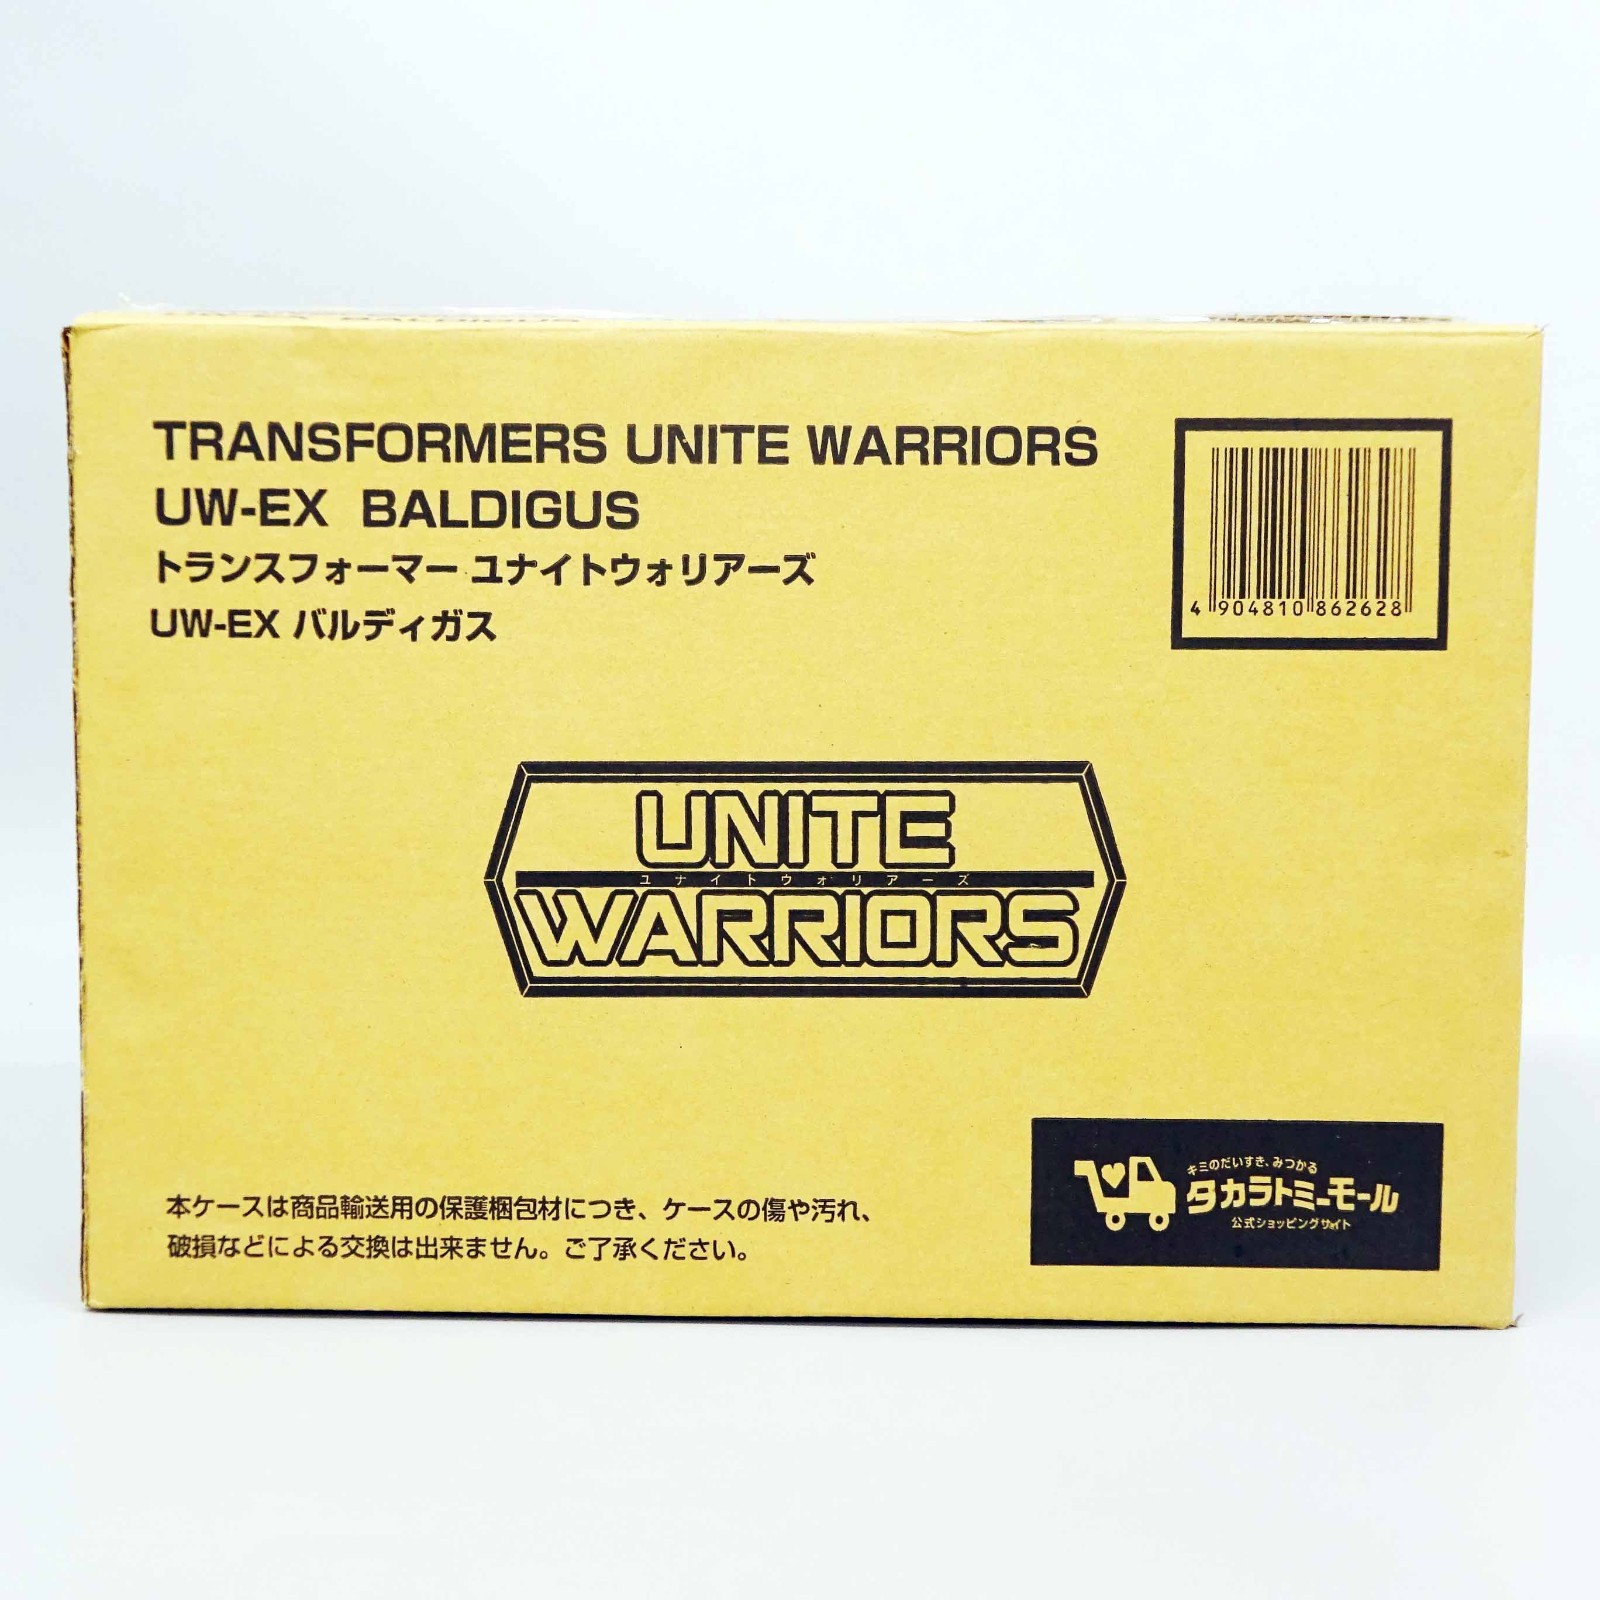 TRANSFORMERS UNITE WARRIORS
UW-EX BALDIGUS
トランスフォーマー ユナイトウォリアーズ
UW-EX バルディガス
4 904810 862628
UNITE
ユナイトウォリアーズ
WARRIORS
本ケースは商品輸送用の保護梱包材につき、ケースの傷や汚れ、
破損などによる交換は出来ません。ご了承ください。
キミのだいすき、みつかる
タカラトミーモール
公式ショッピングサイト